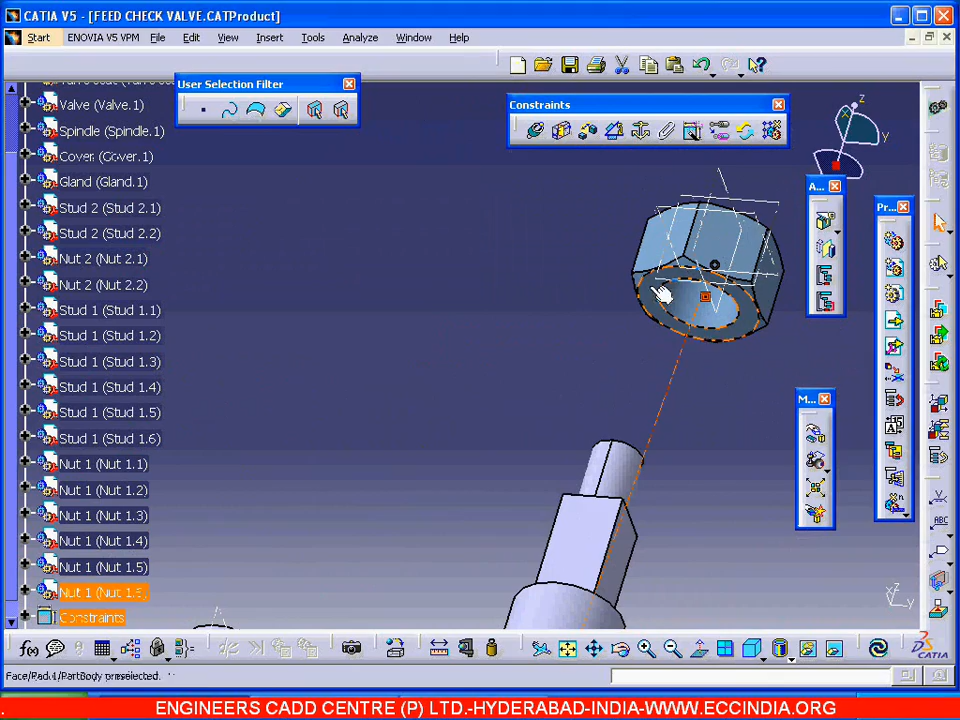 CATIA V5 - [FEED CHECK VALVE.CATProduct]
Start ENOVIA V5 VPM File Edit View Insert Tools Analyze Window Help
User Selection Filter
Constraints
Valve (Valve.1)
Spindle (Spindle.1)
Cover (Cover.1)
Gland (Gland.1)
Stud 2 (Stud 2.1)
Stud 2 (Stud 2.2)
Nut 2 (Nut 2.1)
Nut 2 (Nut 2.2)
Stud 1 (Stud 1.1)
Stud 1 (Stud 1.2)
Stud 1 (Stud 1.3)
Stud 1 (Stud 1.4)
Stud 1 (Stud 1.5)
Stud 1 (Stud 1.6)
Nut 1 (Nut 1.1)
Nut 1 (Nut 1.2)
Nut 1 (Nut 1.3)
Nut 1 (Nut 1.4)
Nut 1 (Nut 1.5)
Nut 1 (Nut 1.6)
Constraints
z
y
x
A...
Pr...
M...
ABC
z
x
y
f(x)
CATIA
Face/Pad.1/PartBody preselected.
ENGINEERS CADD CENTRE (P) LTD.-HYDERABAD-INDIA-WWW.ECCINDIA.ORG